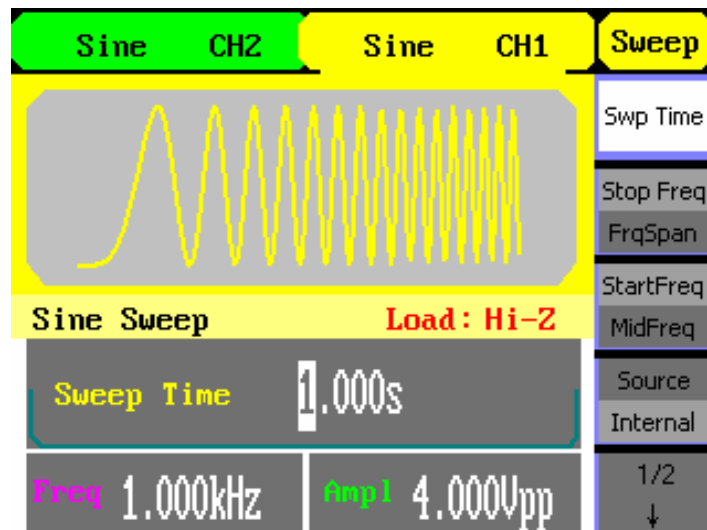 Sine CH2 Sine CH1 Sweep
Swp Time
Stop Freq
FrqSpan
StartFreq
MidFreq
Sine Sweep Load: Hi-Z
Source
Internal
Sweep Time 1.000s
1/2
Freq 1.000kHz Ampl 4.000Vpp